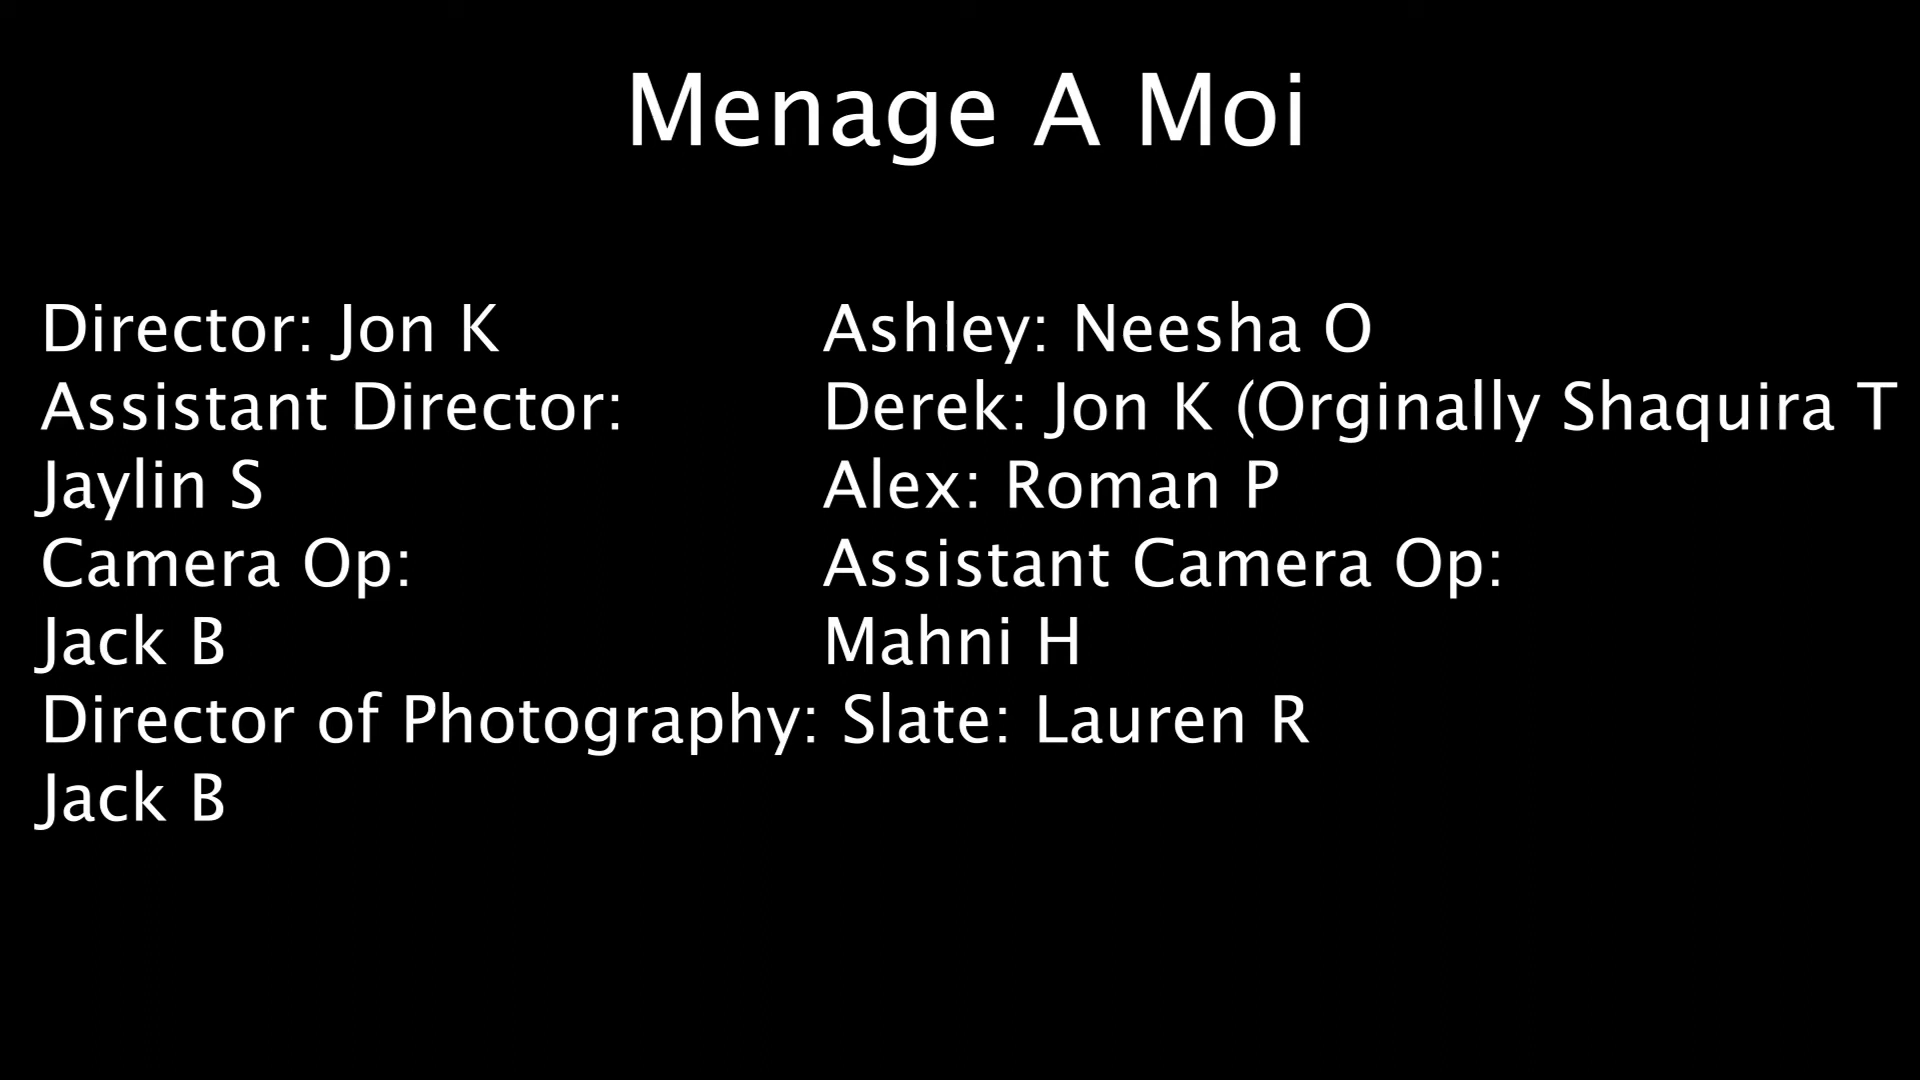 Menage A Moi
Director: Jon K
Assistant Director:
Jaylin S
Camera Op:
Jack B
Director of Photography:
Jack B
Ashley: Neesha O
Derek: Jon K (Orginally Shaquira T
Alex: Roman P
Assistant Camera Op:
Mahni H
Slate: Lauren R